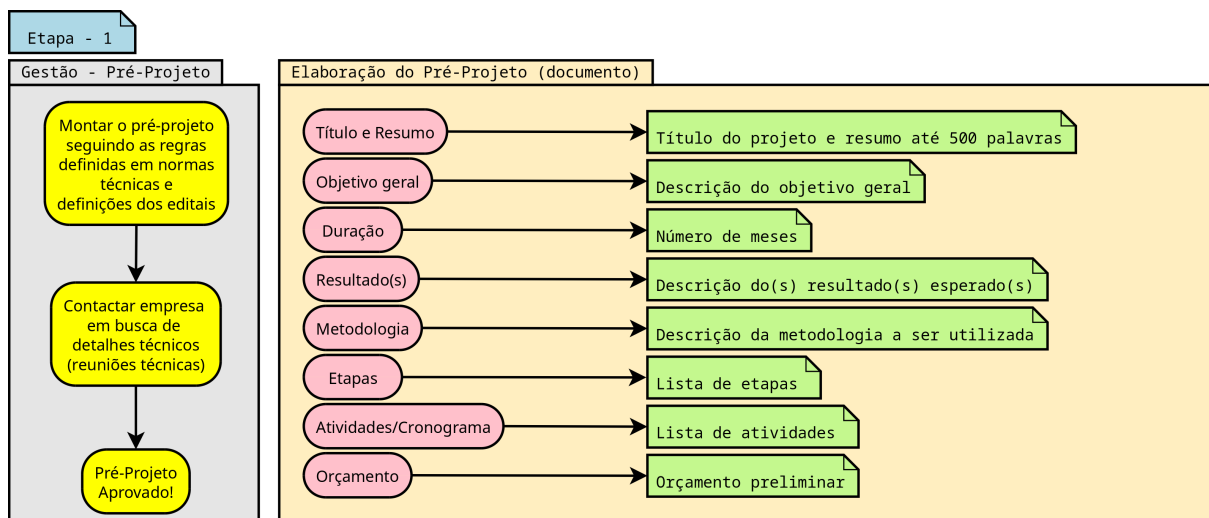 Etapa - 1
Gestão - Pré-Projeto
Montar o pré-projeto
seguindo as regras
definidas em normas
técnicas e
definições dos editais
Contactar empresa
em busca de
detalhes técnicos
(reuniões técnicas)
Pré-Projeto
Aprovado!
Elaboração do Pré-Projeto (documento)
Título e Resumo
Título do projeto e resumo até 500 palavras
Objetivo geral
Descrição do objetivo geral
Duração
Número de meses
Resultado(s)
Descrição do(s) resultado(s) esperado(s)
Metodologia
Descrição da metodologia a ser utilizada
Etapas
Lista de etapas
Atividades/Cronograma
Lista de atividades
Orçamento
Orçamento preliminar